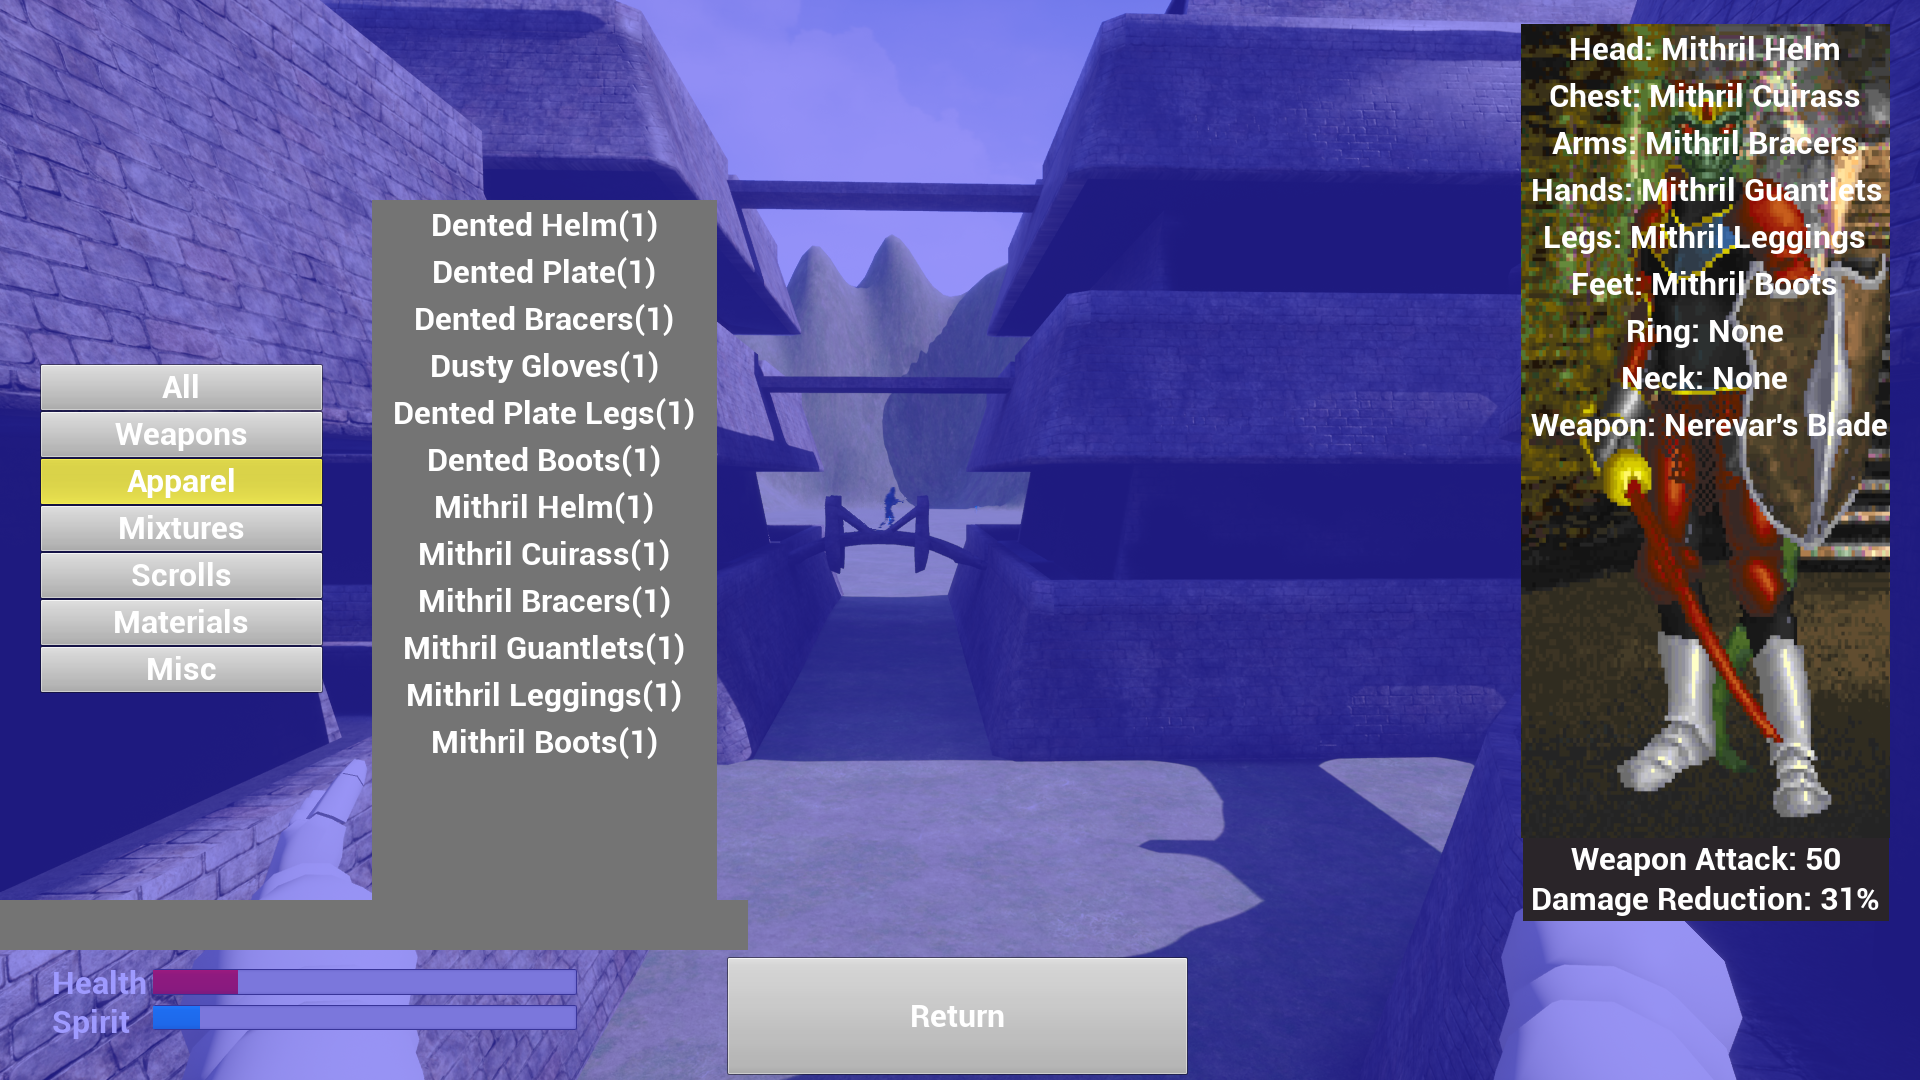 All
Weapons
Apparel
Mixtures
Scrolls
Materials
Misc
Dented Helm(1)
Dented Plate(1)
Dented Bracers(1)
Dusty Gloves(1)
Dented Plate Legs(1)
Dented Boots(1)
Mithril Helm(1)
Mithril Cuirass(1)
Mithril Bracers(1)
Mithril Guantlets(1)
Mithril Leggings(1)
Mithril Boots(1)
Head: Mithril Helm
Chest: Mithril Cuirass
Arms: Mithril Bracers
Hands: Mithril Guantlets
Legs: Mithril Leggings
Feet: Mithril Boots
Ring: None
Neck: None
Weapon: Nerevar's Blade
Weapon Attack: 50
Damage Reduction: 31%
Health
Spirit
Return